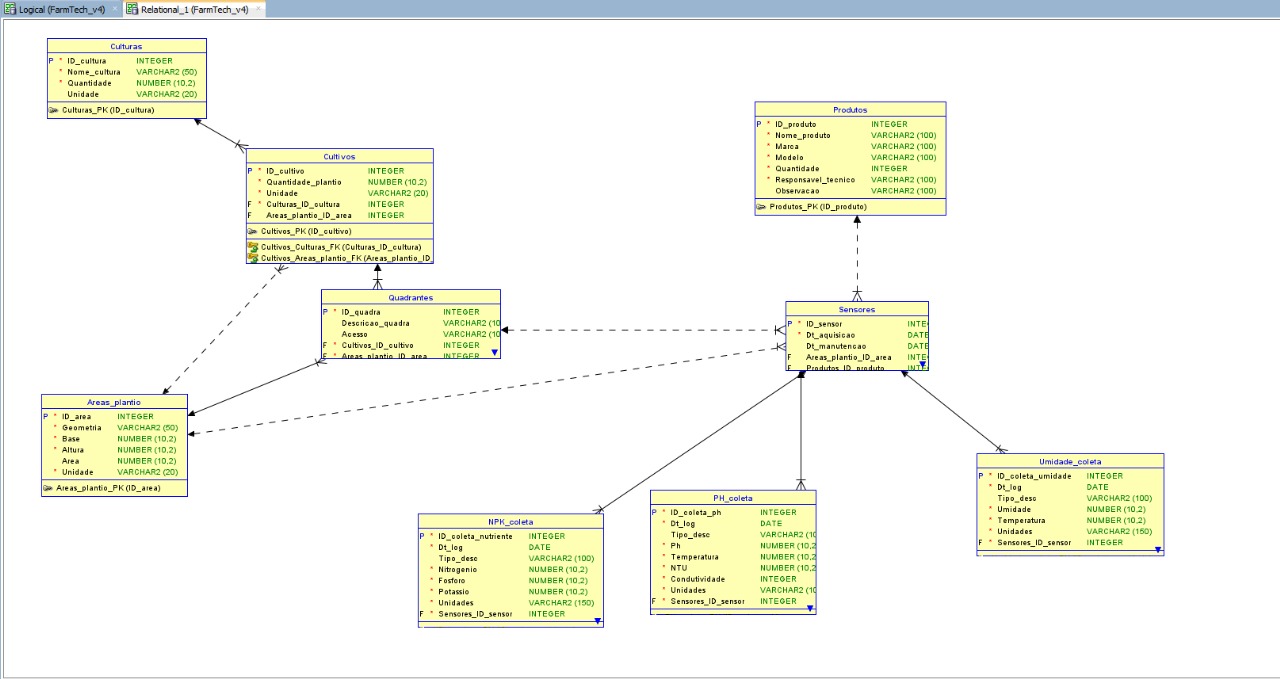 Logical (FarmTech_v4)
Relational_1 (FarmTech_v4)
Culturas
P * ID_cultura INTEGER
* Nome_cultura VARCHAR2 (50)
* Quantidade NUMBER (10,2)
Unidade VARCHAR2 (20)
Culturas_PK (ID_cultura)
Cultivos
P * ID_cultivo INTEGER
* Quantidade_plantio NUMBER (10,2)
* Unidade VARCHAR2 (20)
F * Culturas_ID_cultura INTEGER
F Areas_plantio_ID_area INTEGER
Cultivos_PK (ID_cultivo)
Cultivos_Culturas_FK (Culturas_ID_cultura)
Cultivos_Areas_plantio_FK (Areas_plantio_ID
Produtos
P * ID_produto INTEGER
* Nome_produto VARCHAR2 (100)
* Marca VARCHAR2 (100)
* Modelo VARCHAR2 (100)
* Quantidade INTEGER
* Responsavel_tecnico VARCHAR2 (100)
Observacao VARCHAR2 (100)
Produtos_PK (ID_produto)
Quadrantes
P * ID_quadra INTEGER
Descricao_quadra VARCHAR2 (10
Acesso VARCHAR2 (10
F * Cultivos_ID_cultivo INTEGER
F * Areas_plantio_ID_area INTEGER
Sensores
P * ID_sensor INTE
* Dt_aquisicao DATE
Dt_manutencao DATE
F Areas_plantio_ID_area INTE
F Produtos_ID_produto INTE
Areas_plantio
P * ID_area INTEGER
* Geometria VARCHAR2 (50)
* Base NUMBER (10,2)
* Altura NUMBER (10,2)
Area NUMBER (10,2)
* Unidade VARCHAR2 (20)
Areas_plantio_PK (ID_area)
NPK_coleta
P * ID_coleta_nutriente INTEGER
* Dt_log DATE
Tipo_desc VARCHAR2 (100)
* Nitrogenio NUMBER (10,2)
* Fosforo NUMBER (10,2)
* Potassio NUMBER (10,2)
* Unidades VARCHAR2 (150)
F * Sensores_ID_sensor INTEGER
PH_coleta
P * ID_coleta_ph INTEGER
* Dt_log DATE
Tipo_desc VARCHAR2 (10
* Ph NUMBER (10,2
* Temperatura NUMBER (10,2
* NTU NUMBER (10,2
* Condutividade INTEGER
* Unidades VARCHAR2 (10
F * Sensores_ID_sensor INTEGER
Umidade_coleta
P * ID_coleta_umidade INTEGER
* Dt_log DATE
Tipo_desc VARCHAR2 (100)
* Umidade NUMBER (10,2)
* Temperatura NUMBER (10,2)
* Unidades VARCHAR2 (150)
F * Sensores_ID_sensor INTEGER